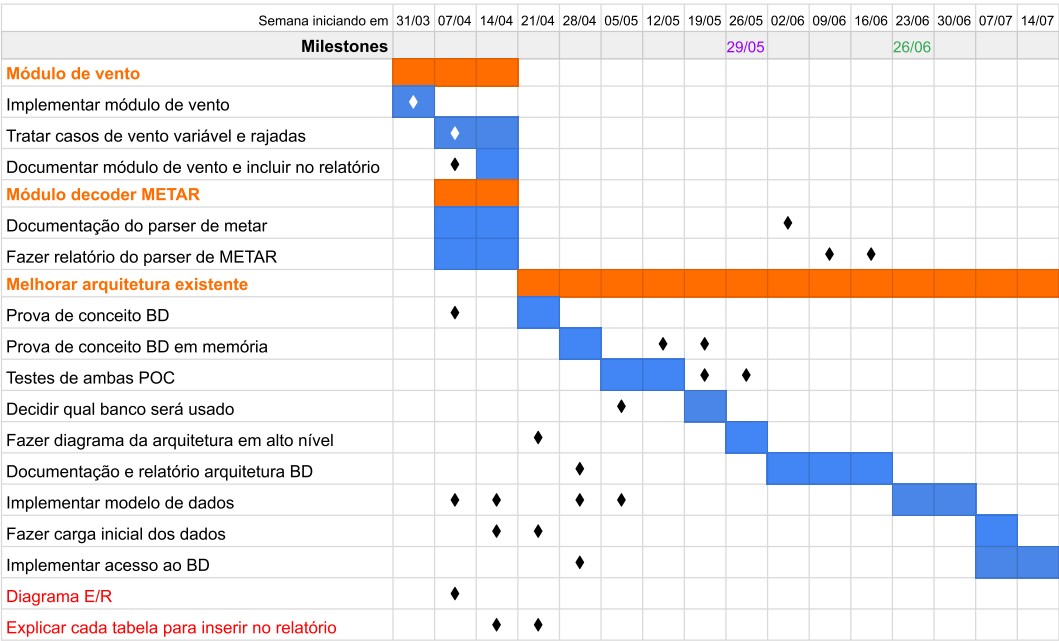 Semana iniciando em 31/03 07/04 14/04 21/04 28/04 05/05 12/05 19/05 26/05 02/06 09/06 16/06 23/06 30/06 07/07 14/07
Milestones 29/05 26/06
Módulo de vento
Implementar módulo de vento
Tratar casos de vento variável e rajadas
Documentar módulo de vento e incluir no relatório
Módulo decoder METAR
Documentação do parser de metar
Fazer relatório do parser de METAR
Melhorar arquitetura existente
Prova de conceito BD
Prova de conceito BD em memória
Testes de ambas POC
Decidir qual banco será usado
Fazer diagrama da arquitetura em alto nível
Documentação e relatório arquitetura BD
Implementar modelo de dados
Fazer carga inicial dos dados
Implementar acesso ao BD
Diagrama E/R
Explicar cada tabela para inserir no relatório